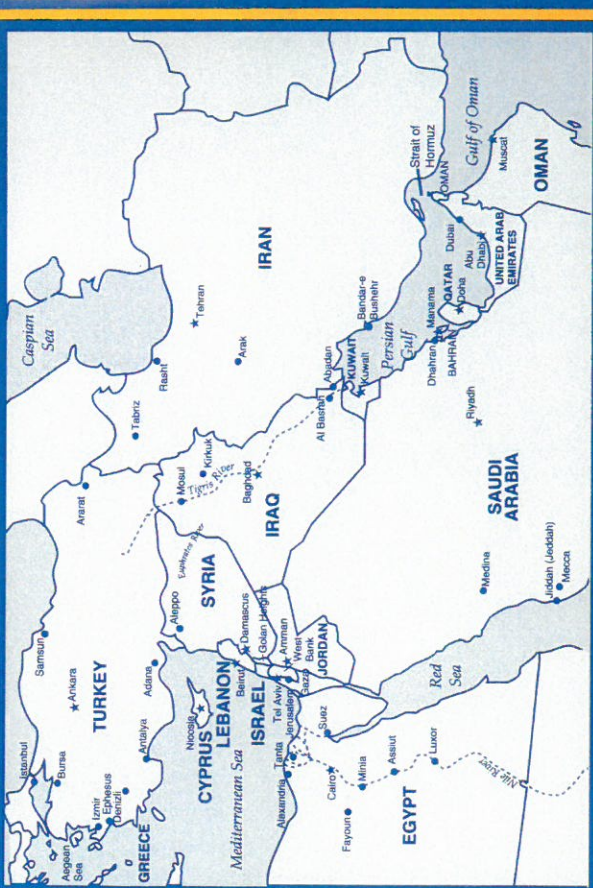 Caspian
Sea
Aegean
Sea
GREECE
Istanbul
Bursa
Izmir
Ephesus
Denizli
Antalya
Ankara
Samsun
TURKEY
Adana
Ararat
Tabriz
Rasht
Tehran
Arak
IRAN
Mosul
Kirkuk
Tigris River
Baghdad
IRAQ
Aleppo
Euphrates River
SYRIA
CYPRUS
Nicosia
LEBANON
Beirut
Damascus
Golan Heights
ISRAEL
Tel Aviv
Jerusalem
Gaza
Amman
West
Bank
JORDAN
Mediterranean Sea
Alaxandria
Tanta
Suez
Cairo
Fayoun
Minia
Assiut
Luxor
Nile River
EGYPT
Red
Sea
Al Basrah
Abadan
KUWAIT
Kuwait
Bandar-e
Bushehr
Persian
Gulf
Dhahran
Manama
BAHRAIN
QATAR
Doha
Riyadh
SAUDI
ARABIA
Medina
Jiddah (Jeddah)
Mecca
Strait of
Hormuz
OMAN
Dubai
Abu
Dhabi
UNITED ARAB
EMIRATES
Gulf of Oman
Muscat
OMAN